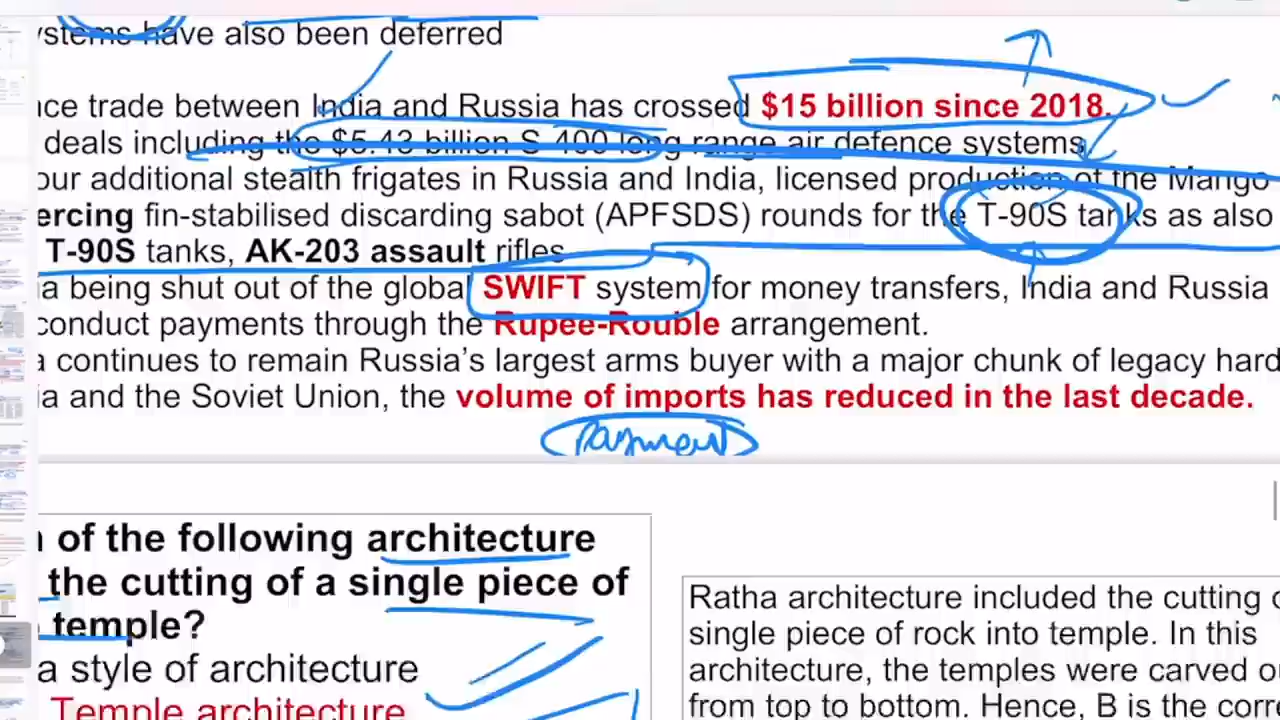 ystems have also been deferred
nce trade between India and Russia has crossed $15 billion since 2018.
deals including the $5.43 billion S-400 long range air defence systems,
our additional stealth frigates in Russia and India, licensed production of the Mango
ercing fin-stabilised discarding sabot (APFSDS) rounds for the T-90S tanks as also
T-90S tanks, AK-203 assault rifles
a being shut out of the global SWIFT system for money transfers, India and Russia
conduct payments through the Rupee-Rouble arrangement.
a continues to remain Russia's largest arms buyer with a major chunk of legacy hard
ia and the Soviet Union, the volume of imports has reduced in the last decade.
Payment
of the following architecture
the cutting of a single piece of
temple?
a style of architecture
Temple architecture
Ratha architecture included the cutting
single piece of rock into temple. In this
architecture, the temples were carved
from top to bottom. Hence, B is the corre